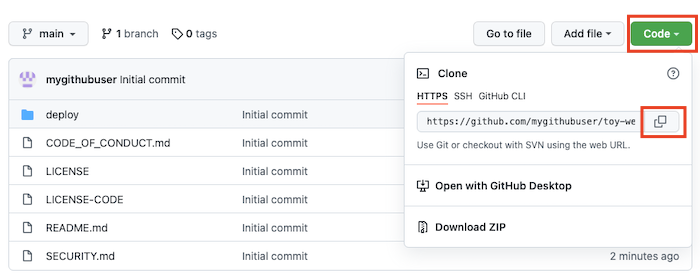 main
1 branch
0 tags
Go to file
Add file
Code
mygithubuser Initial commit
Clone
HTTPS SSH GitHub CLI
https://github.com/mygithubuser/toy-we
Use Git or checkout with SVN using the web URL.
Open with GitHub Desktop
Download ZIP
deploy Initial commit
CODE_OF_CONDUCT.md Initial commit
LICENSE Initial commit
LICENSE-CODE Initial commit
README.md Initial commit
SECURITY.md Initial commit 2 minutes ago